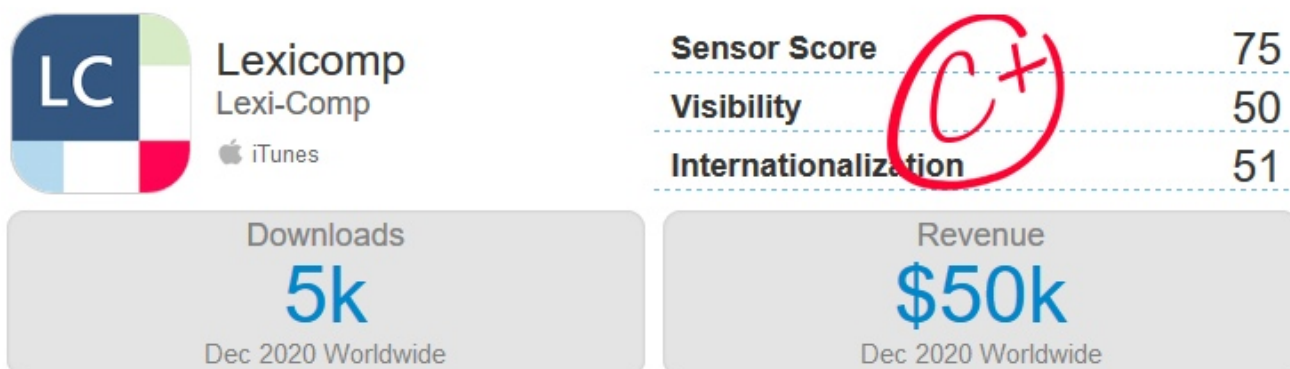 LC
Lexicomp
Lexi-Comp
iTunes
Sensor Score 75
Visibility 50
Internationalization 51
C+
Downloads
5k
Dec 2020 Worldwide
Revenue
$50k
Dec 2020 Worldwide